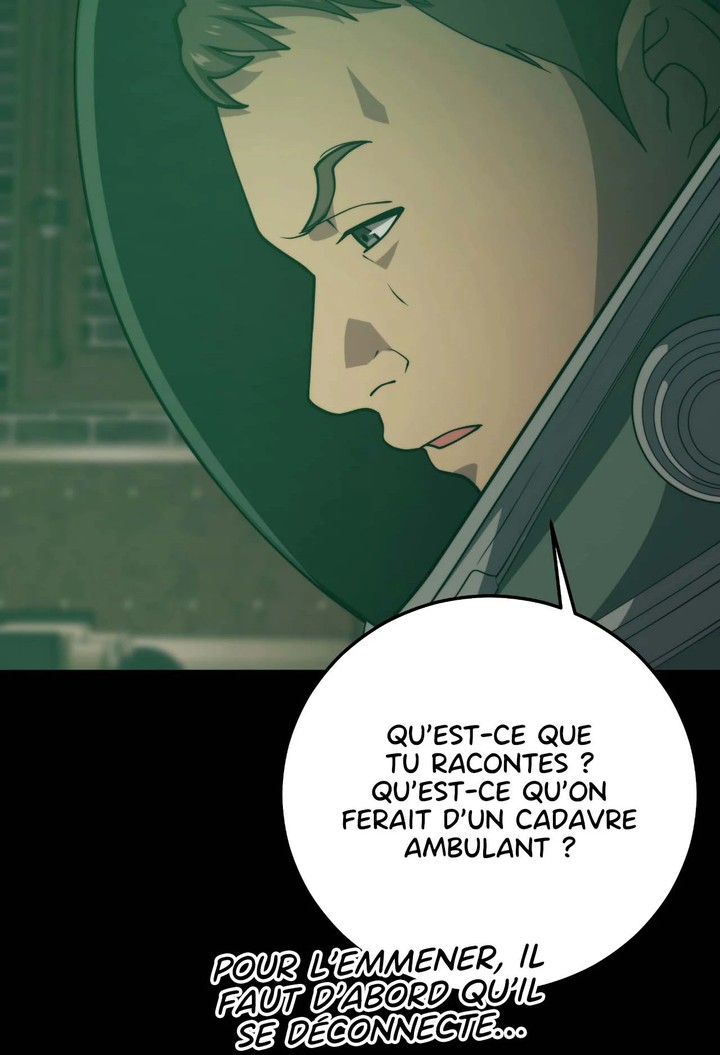 QU'EST-CE QUE
TU RACONTES ?
QU'EST-CE QU'ON
FERAIT D'UN CADAVRE
AMBULANT ?
POUR L'EMMENER, IL
FAUT D'ABORD QU'IL
SE DÉCONNECTE...